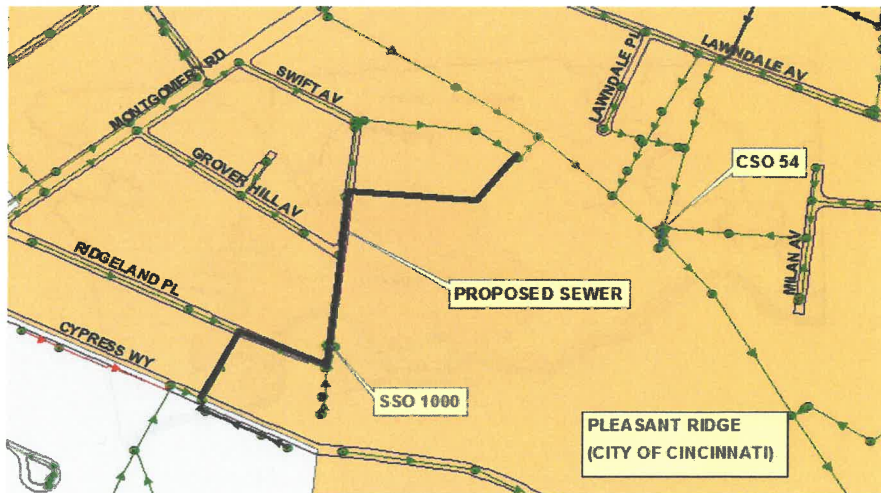 LAWNDALE AV
LAWNDALE PL
MONTGOMERY RD
SWIFT AV
CSO 54
GROVER HILL AV
MILAN AV
RIDGELAND PL
PROPOSED SEWER
CYPRESS WY
SSO 1000
PLEASANT RIDGE
(CITY OF CINCINNATI)